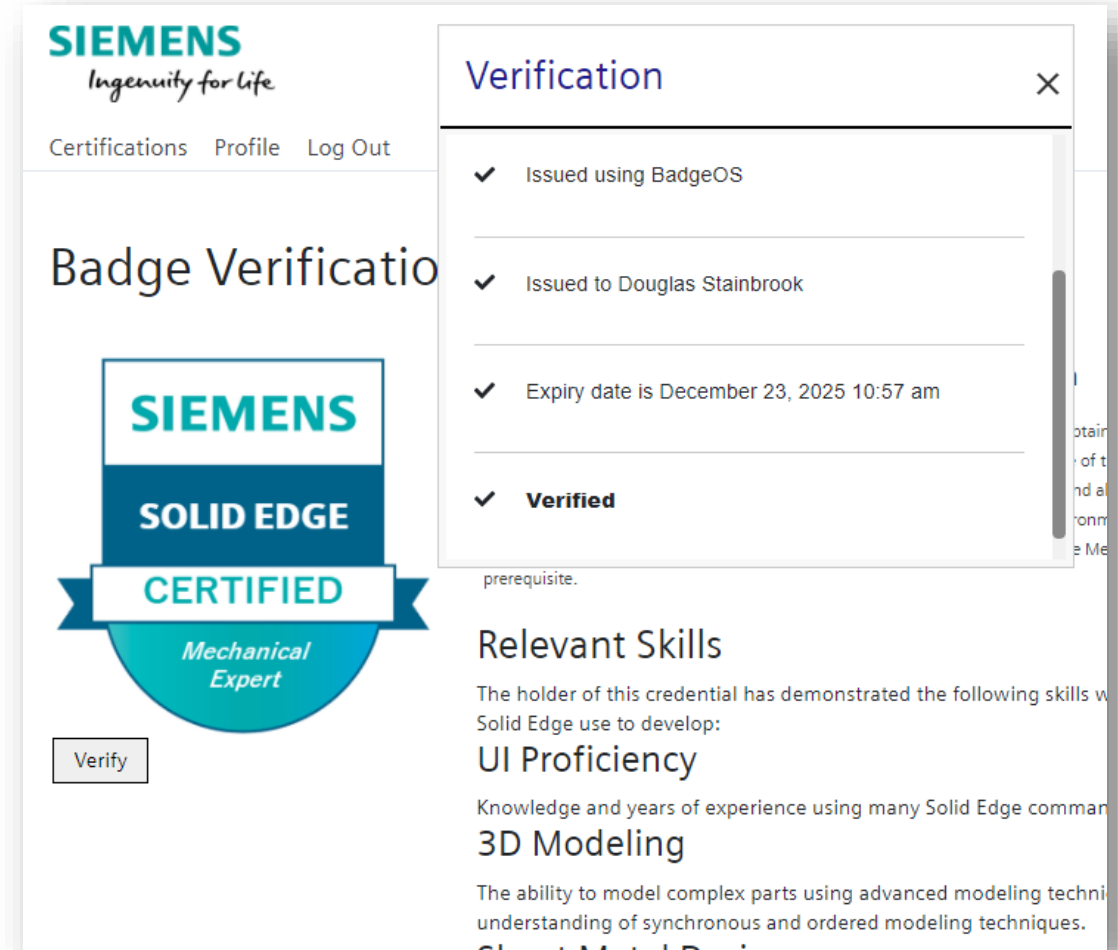 SIEMENS
Ingenuity for life
Certifications Profile Log Out
Verification
Issued using BadgeOS
Issued to Douglas Stainbrook
Expiry date is December 23, 2025 10:57 am
Verified
Badge Verificatio
SIEMENS
SOLID EDGE
CERTIFIED
Mechanical
Expert
Verify
of t
prerequisite.
Relevant Skills
The holder of this credential has demonstrated the following skills w
Solid Edge use to develop:
UI Proficiency
Knowledge and years of experience using many Solid Edge comman
3D Modeling
The ability to model complex parts using advanced modeling techni
understanding of synchronous and ordered modeling techniques.